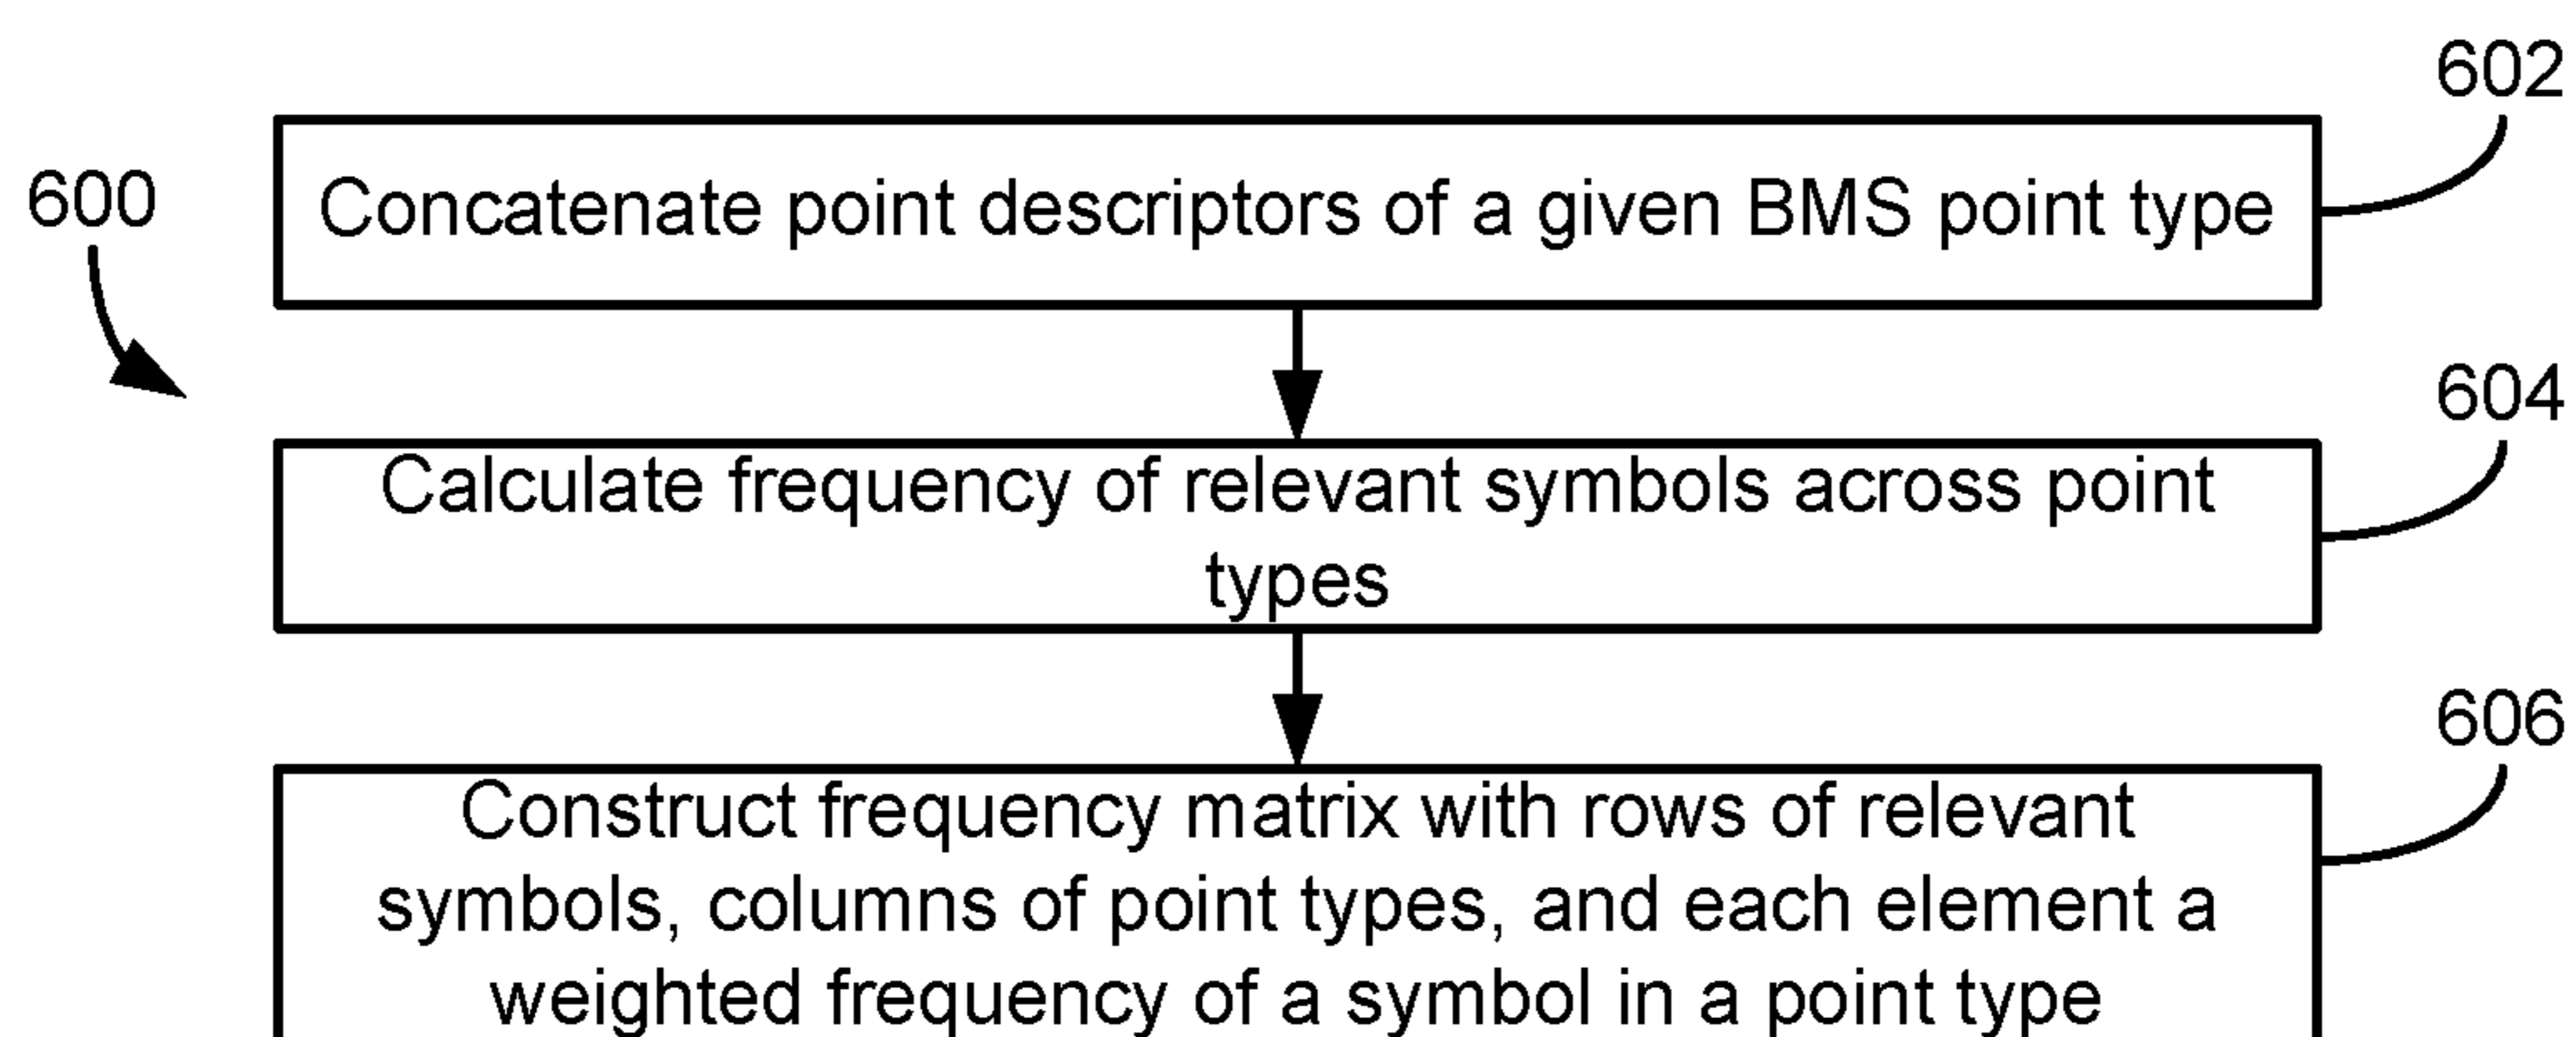 602
600
Concatenate point descriptors of a given BMS point type
604
Calculate frequency of relevant symbols across point
types
606
Construct frequency matrix with rows of relevant
symbols, columns of point types, and each element a
weighted frequency of a symbol in a point type